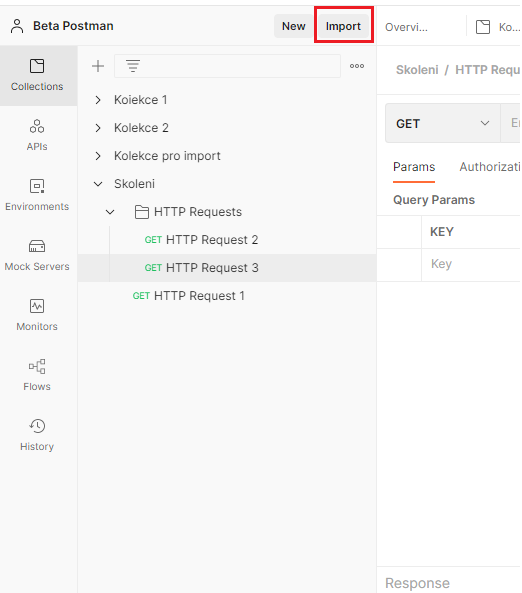 Beta Postman
New
Import
Overvi...
Ko...
Collections
APIs
Environments
Mock Servers
Monitors
Flows
History
Koiekce 1
Kolekce 2
Kolekce pro import
Skoleni
HTTP Requests
GET HTTP Request 2
GET HTTP Request 3
GET HTTP Request 1
Skoleni / HTTP Requ
GET
En
Params
Authorizati
Query Params
KEY
Key
Response